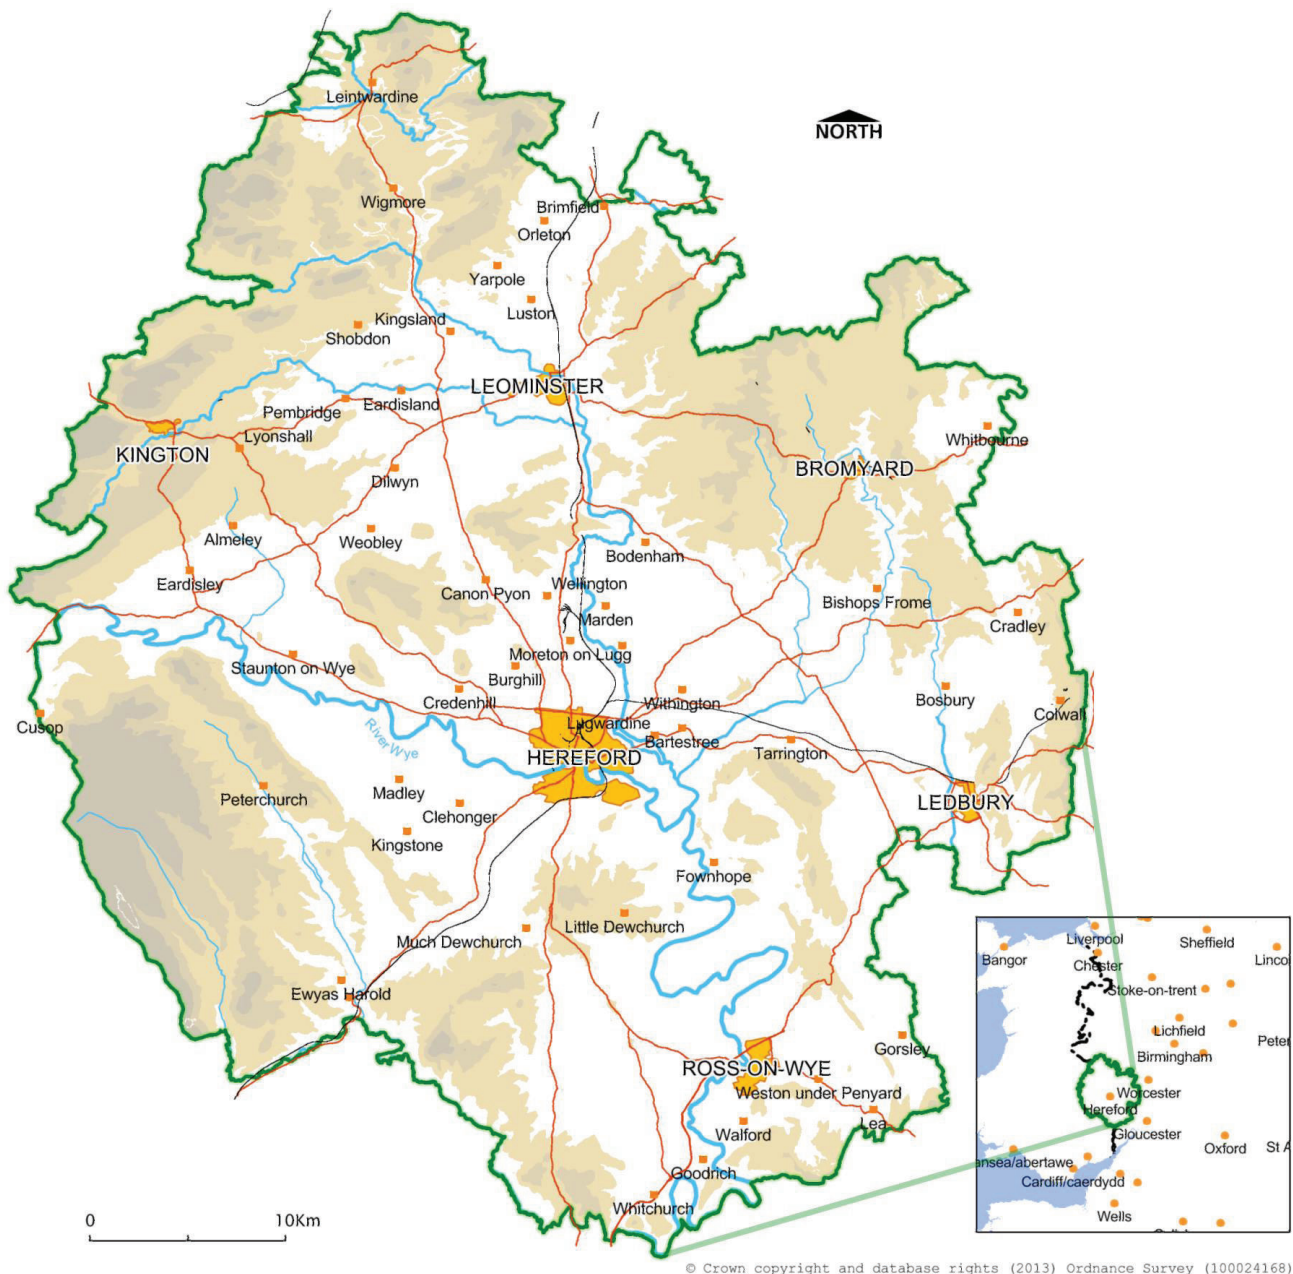 Leintwardine
NORTH
Wigmore
Brimfield
Orleton
Yarpole
Luston
Kingsland
Shobdon
LEOMINSTER
Pembridge
Eardisland
Lyonshall
KINGTON
Whitbourne
BROMYARD
Dilwyn
Almeley
Weobley
Bodenham
Eardisley
Canon Pyon
Wellington
Bishops Frome
Marden
Cradley
Moreton on Lugg
Staunton on Wye
Burghill
Credenhill
Withington
Bosbury
Colwall
Cusop
River Wye
Lugwardine
Bartestree
Tarrington
HEREFORD
Peterchurch
Madley
Clehonger
LEDBURY
Kingstone
Fownhope
Little Dewchurch
Much Dewchurch
Ewyas Harold
Gorsley
ROSS-ON-WYE
Weston under Penyard
Lea
Walford
Goodrich
Whitchurch
0 10Km
Liverpool
Sheffield
Bangor
Chester
Linco
Stoke-on-trent
Lichfield
Birmingham
Peter
Worcester
Hereford
Gloucester
Oxford
St A
ansea/abertawe
Cardiff/caerdydd
Wells
© Crown copyright and database rights (2013) Ordnance Survey (100024168)